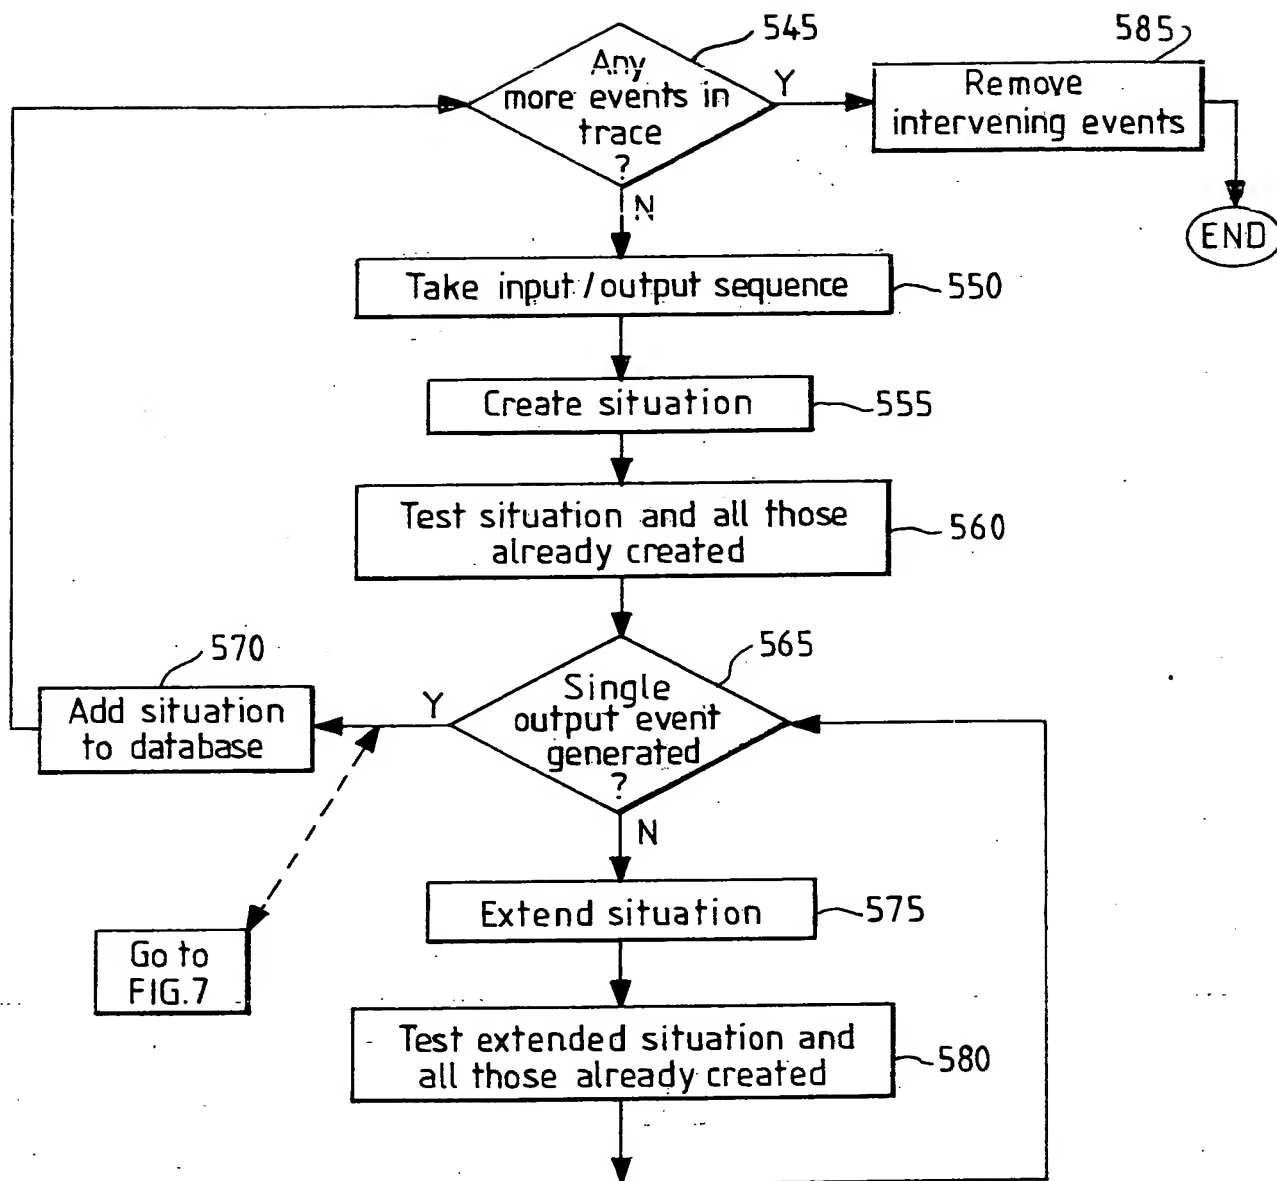 545
Any
more events in
trace
?
Y
585
Remove
intervening events
END
N
Take input/output sequence
550
Create situation
555
Test situation and all those
already created
560
565
Single
output event
generated
?
Y
570
Add situation
to database
N
Go to
FIG.7
Extend situation
575
Test extended situation and
all those already created
580